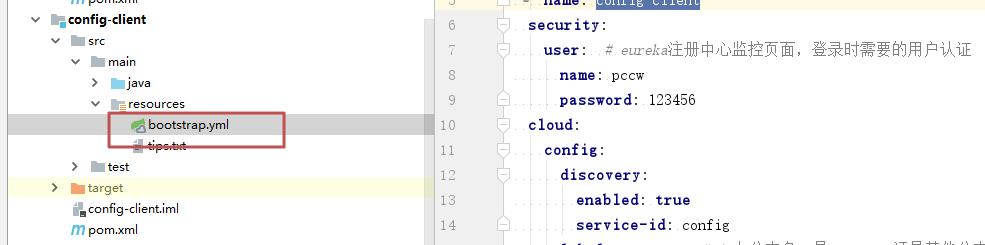 pom.xml
config-client
src
main
java
resources
bootstrap.yml
tips.txt
test
target
config-client.iml
pom.xml
5 name: config-client
6 security:
7 user: # eureka注册中心监控页面，登录时需要的用户认证
8 name: pccw
9 password: 123456
10 cloud:
11 config:
12 discovery:
13 enabled: true
14 service-id: config